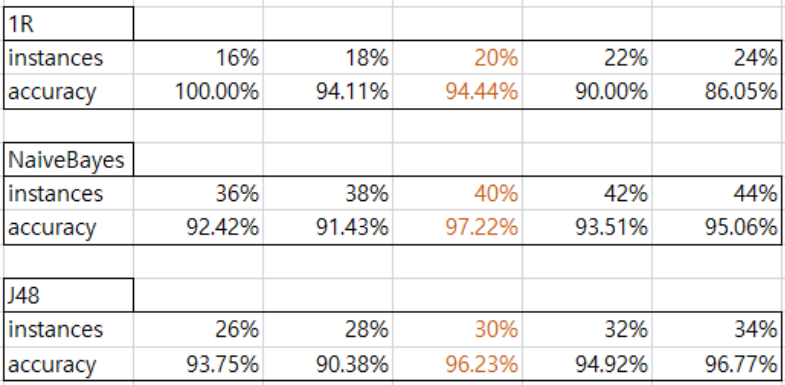 1R
instances 16% 18% 20% 22% 24%
accuracy 100.00% 94.11% 94.44% 90.00% 86.05%
NaiveBayes
instances 36% 38% 40% 42% 44%
accuracy 92.42% 91.43% 97.22% 93.51% 95.06%
J48
instances 26% 28% 30% 32% 34%
accuracy 93.75% 90.38% 96.23% 94.92% 96.77%